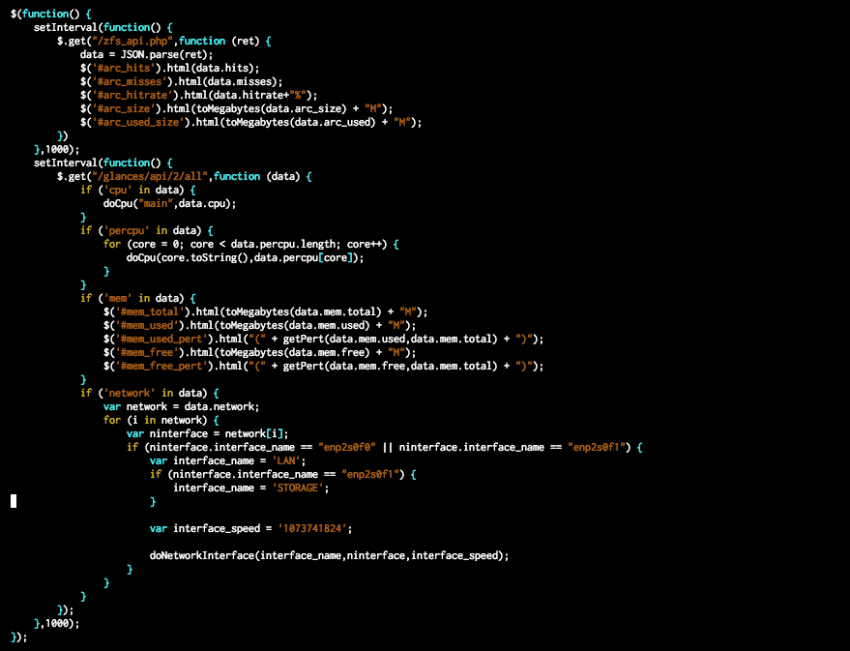 $(function() {
    setInterval(function() {
        $.get("/zfs_api.php",function (ret) {
            data = JSON.parse(ret);
            $('#arc_hits').html(data.hits);
            $('#arc_misses').html(data.misses);
            $('#arc_hitrate').html(data.hitrate+"%");
            $('#arc_size').html(toMegabytes(data.arc_size) + "M");
            $('#arc_used_size').html(toMegabytes(data.arc_used) + "M");
        })
    },1000);
    setInterval(function() {
        $.get("/glances/api/2/all",function (data) {
            if ('cpu' in data) {
                doCpu("main",data.cpu);
            }
            if ('percpu' in data) {
                for (core = 0; core < data.percpu.length; core++) {
                    doCpu(core.toString(),data.percpu[core]);
                }
            }
            if ('mem' in data) {
                $('#mem_total').html(toMegabytes(data.mem.total) + "M");
                $('#mem_used').html(toMegabytes(data.mem.used) + "M");
                $('#mem_used_pert').html("(" + getPert(data.mem.used,data.mem.total) + ")");
                $('#mem_free').html(toMegabytes(data.mem.free) + "M");
                $('#mem_free_pert').html("(" + getPert(data.mem.free,data.mem.total) + ")");
            }
            if ('network' in data) {
                var network = data.network;
                for (i in network) {
                    var ninterface = network[i];
                    if (ninterface.interface_name == "enp2s0f0" || ninterface.interface_name == "enp2s0f1") {
                        var interface_name = 'LAN';
                        if (ninterface.interface_name == "enp2s0f1") {
                            interface_name = 'STORAGE';
                        }

                        var interface_speed = '1073741824';

                        doNetworkInterface(interface_name,ninterface,interface_speed);
                    }
                }
            }
        });
    },1000);
});